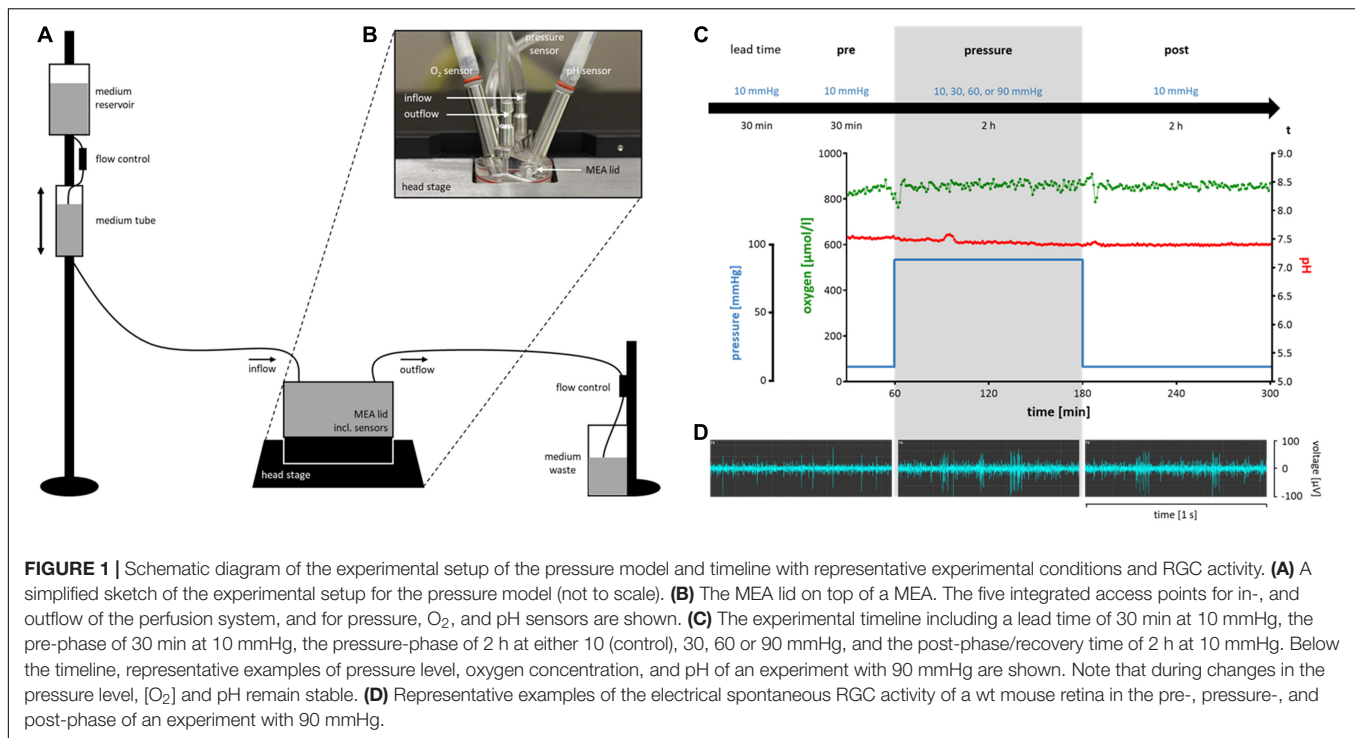 A
medium
reservoir
flow control
medium tube
inflow
outflow
MEA lid
incl. sensors
head stage
flow control
medium
waste
B
pressure
sensor
O₂ sensor
pH sensor
inflow
outflow
MEA lid
head stage
C
lead time pre pressure post
10 mmHg 10 mmHg 10, 30, 60, or 90 mmHg 10 mmHg
30 min 30 min 2 h 2 h t
pressure [mmHg]
100
50
0
oxygen [µmol/l]
1000
800
600
400
200
0
9.0
8.5
8.0
7.5
7.0
6.5
6.0
5.5
5.0
pH
60 120 180 240 300
time [min]
D
100
0
-100
voltage [µV]
time [1 s]
FIGURE 1 | Schematic diagram of the experimental setup of the pressure model and timeline with representative experimental conditions and RGC activity. (A) A
simplified sketch of the experimental setup for the pressure model (not to scale). (B) The MEA lid on top of a MEA. The five integrated access points for in-, and
outflow of the perfusion system, and for pressure, O₂, and pH sensors are shown. (C) The experimental timeline including a lead time of 30 min at 10 mmHg, the
pre-phase of 30 min at 10 mmHg, the pressure-phase of 2 h at either 10 (control), 30, 60 or 90 mmHg, and the post-phase/recovery time of 2 h at 10 mmHg. Below
the timeline, representative examples of pressure level, oxygen concentration, and pH of an experiment with 90 mmHg are shown. Note that during changes in the
pressure level, [O₂] and pH remain stable. (D) Representative examples of the electrical spontaneous RGC activity of a wt mouse retina in the pre-, pressure-, and
post-phase of an experiment with 90 mmHg.